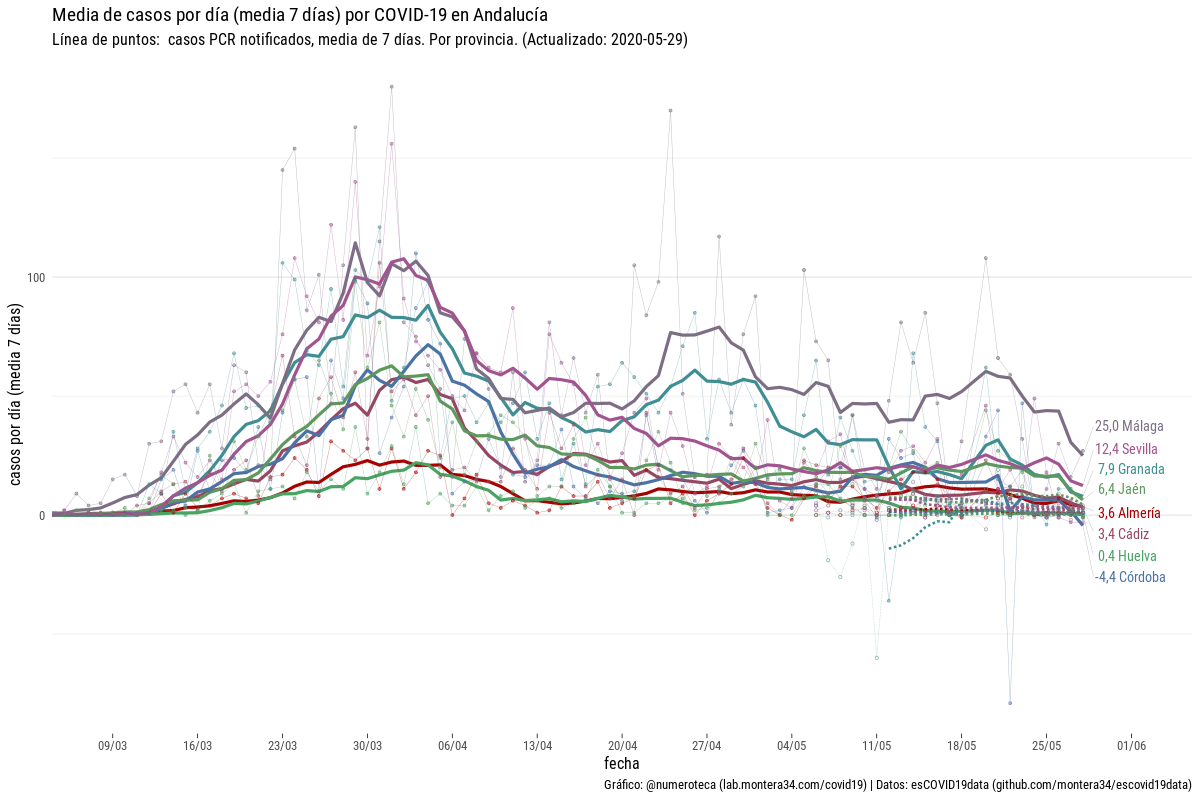 Media de casos por día (media 7 días) por COVID-19 en Andalucía
Línea de puntos:  casos PCR notificados, media de 7 días. Por provincia. (Actualizado: 2020-05-29)
casos por día (media 7 días)
100
0
25,0 Málaga
12,4 Sevilla
7,9 Granada
6,4 Jaén
3,6 Almería
3,4 Cádiz
0,4 Huelva
-4,4 Córdoba
09/03 16/03 23/03 30/03 06/04 13/04 20/04 27/04 04/05 11/05 18/05 25/05 01/06
fecha
Gráfico: @numeroteca (lab.montera34.com/covid19) | Datos: esCOVID19data (github.com/montera34/escovid19data)